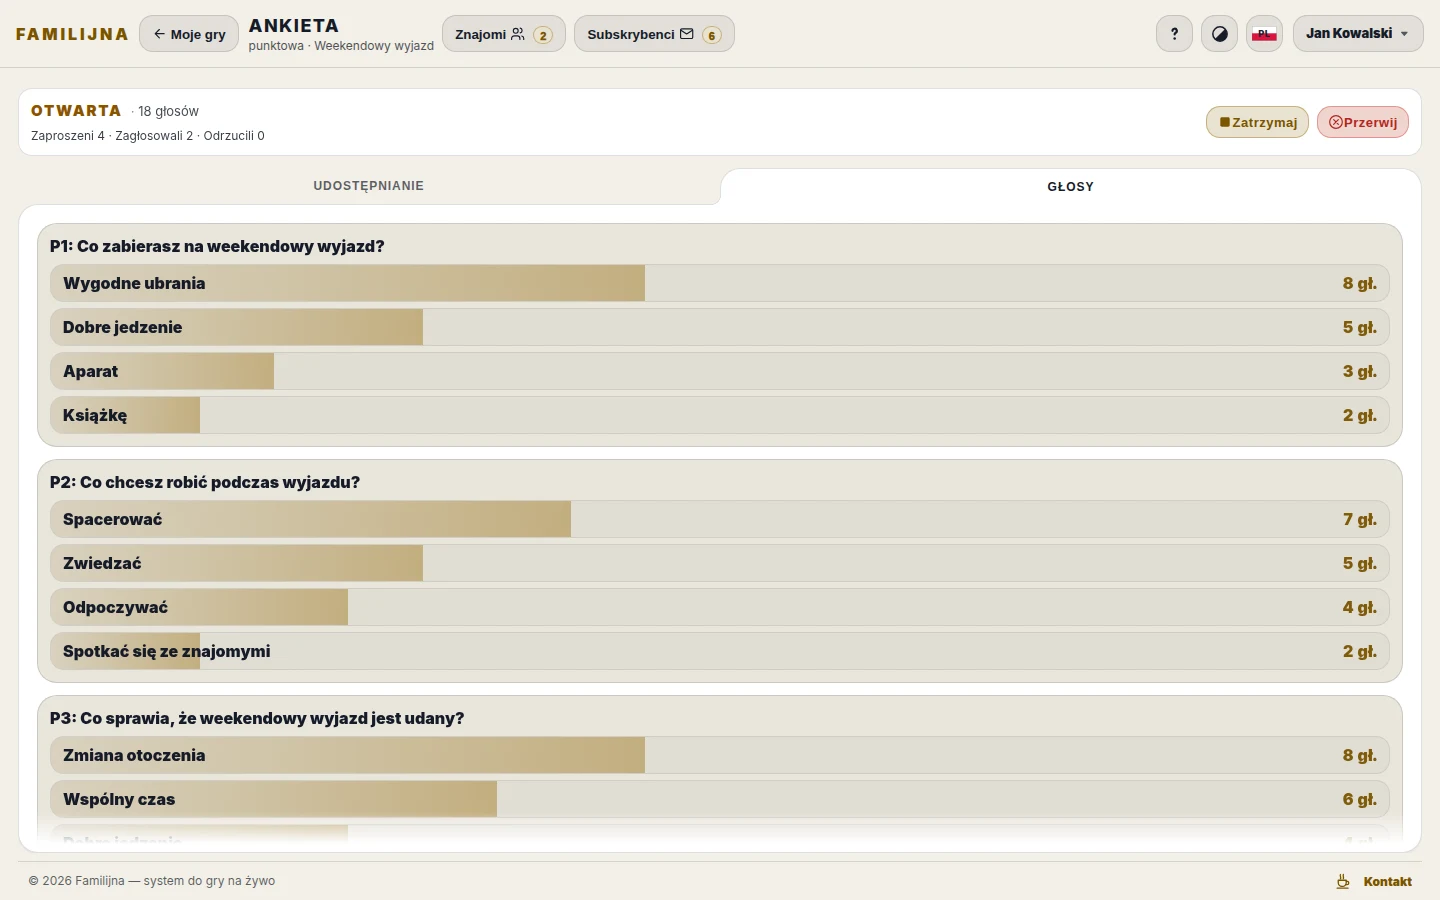 FAMILIJNA
← Moje gry
ANKIETA
punktowa · Weekendowy wyjazd
Znajomi 2
Subskrybenci 6
?
PL
Jan Kowalski
OTWARTA · 18 głosów
Zaproszeni 4 · Zagłosowali 2 · Odrzucili 0
Zatrzymaj
Przerwij
UDOSTĘPNIANIE
GŁOSY
P1: Co zabierasz na weekendowy wyjazd?
Wygodne ubrania 8 gł.
Dobre jedzenie 5 gł.
Aparat 3 gł.
Książkę 2 gł.
P2: Co chcesz robić podczas wyjazdu?
Spacerować 7 gł.
Zwiedzać 5 gł.
Odpoczywać 4 gł.
Spotkać się ze znajomymi 2 gł.
P3: Co sprawia, że weekendowy wyjazd jest udany?
Zmiana otoczenia 8 gł.
Wspólny czas 6 gł.
Dobre jedzenie 4 gł.
© 2026 Familijna — system do gry na żywo
Kontakt